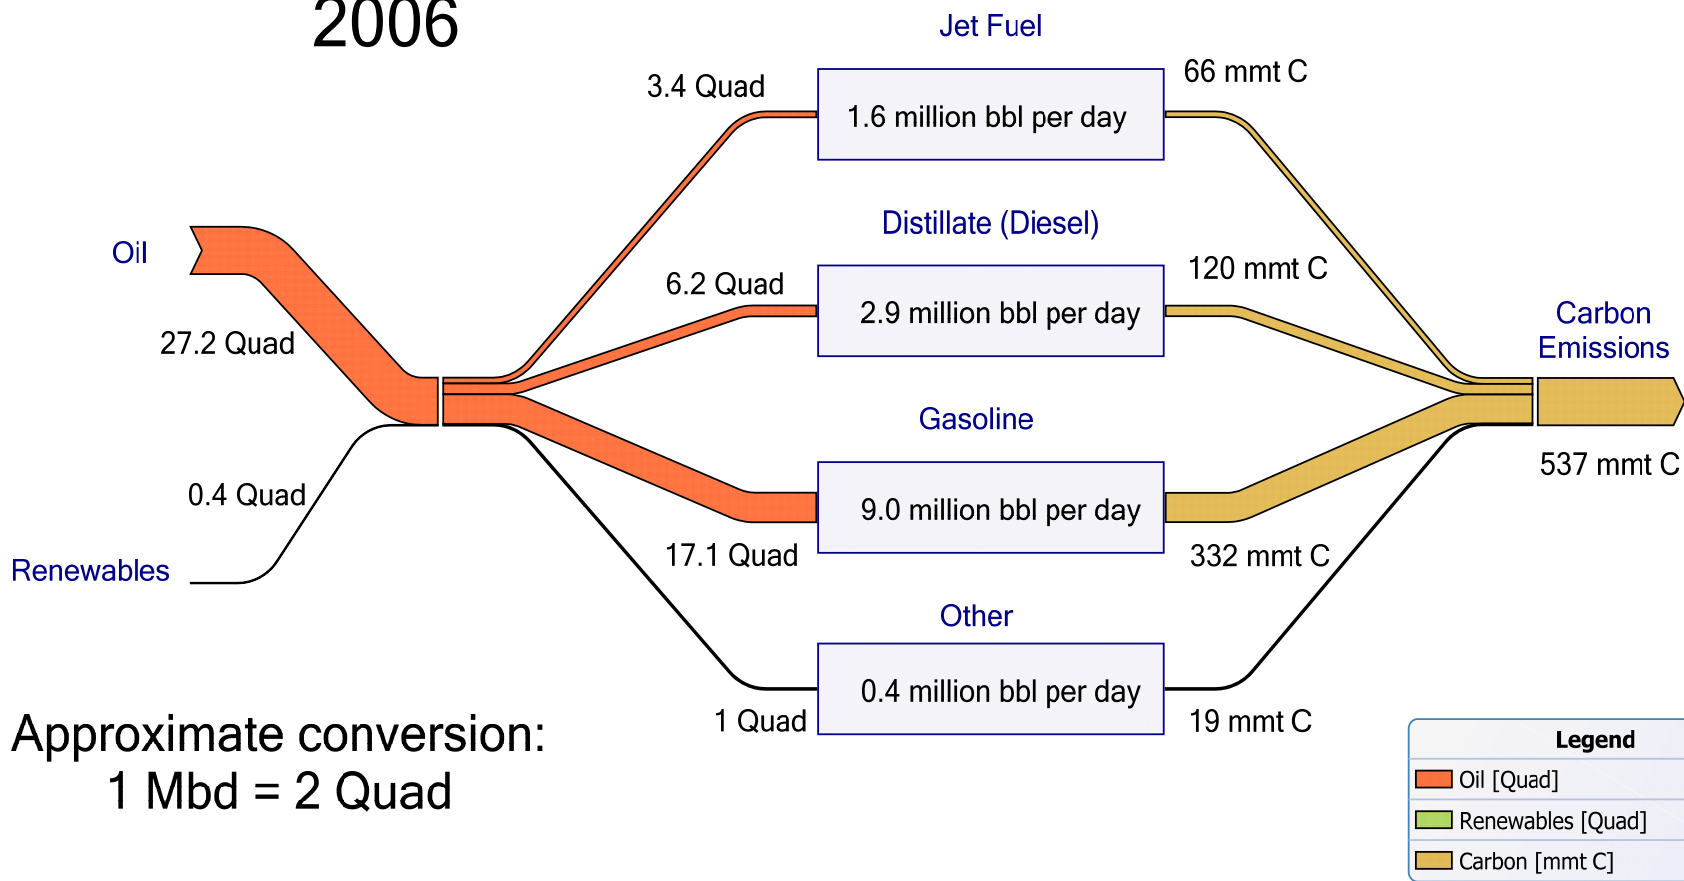 2006
Jet Fuel
3.4 Quad
1.6 million bbl per day
66 mmt C
Distillate (Diesel)
6.2 Quad
2.9 million bbl per day
120 mmt C
Oil
27.2 Quad
Carbon
Emissions
537 mmt C
Gasoline
17.1 Quad
9.0 million bbl per day
332 mmt C
0.4 Quad
Renewables
Other
1 Quad
0.4 million bbl per day
19 mmt C
Approximate conversion:
1 Mbd = 2 Quad
Legend
Oil [Quad]
Renewables [Quad]
Carbon [mmt C]